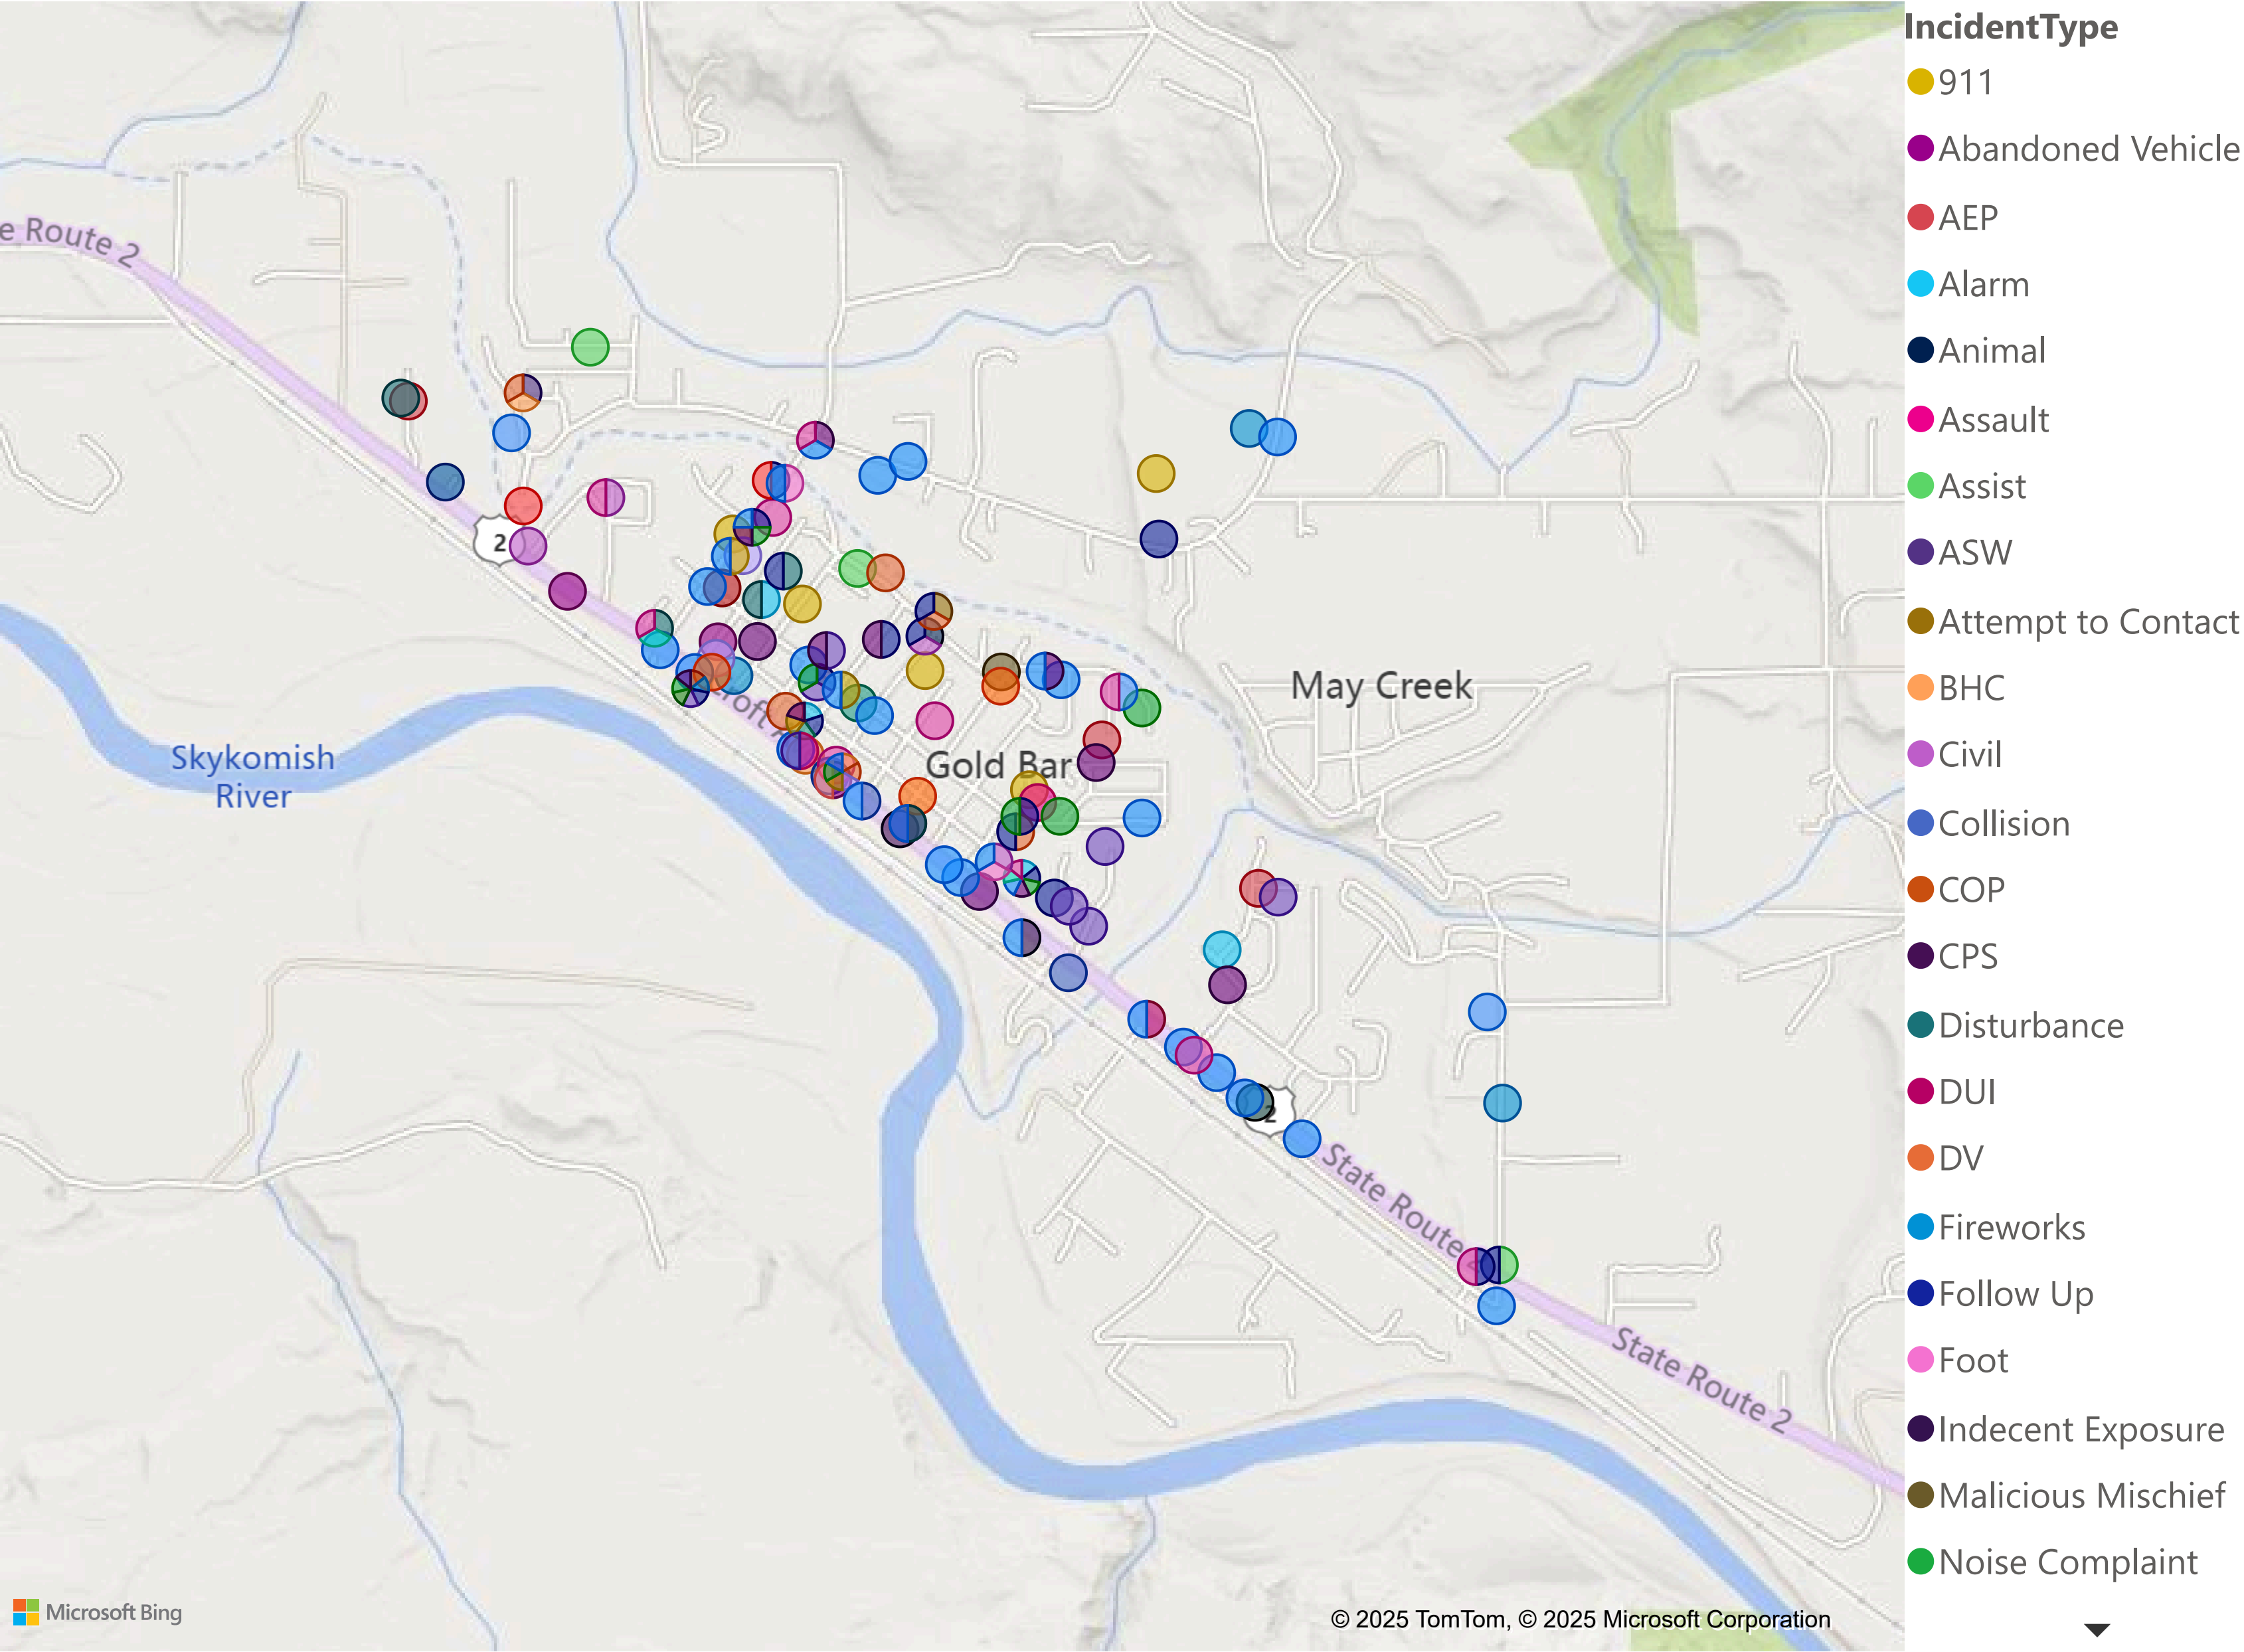 e Route 2
2
Skykomish
River
May Creek
Gold Bar
2
State Route
State Route 2
Microsoft Bing
© 2025 TomTom, © 2025 Microsoft Corporation
IncidentType
911
Abandoned Vehicle
AEP
Alarm
Animal
Assault
Assist
ASW
Attempt to Contact
BHC
Civil
Collision
COP
CPS
Disturbance
DUI
DV
Fireworks
Follow Up
Foot
Indecent Exposure
Malicious Mischief
Noise Complaint